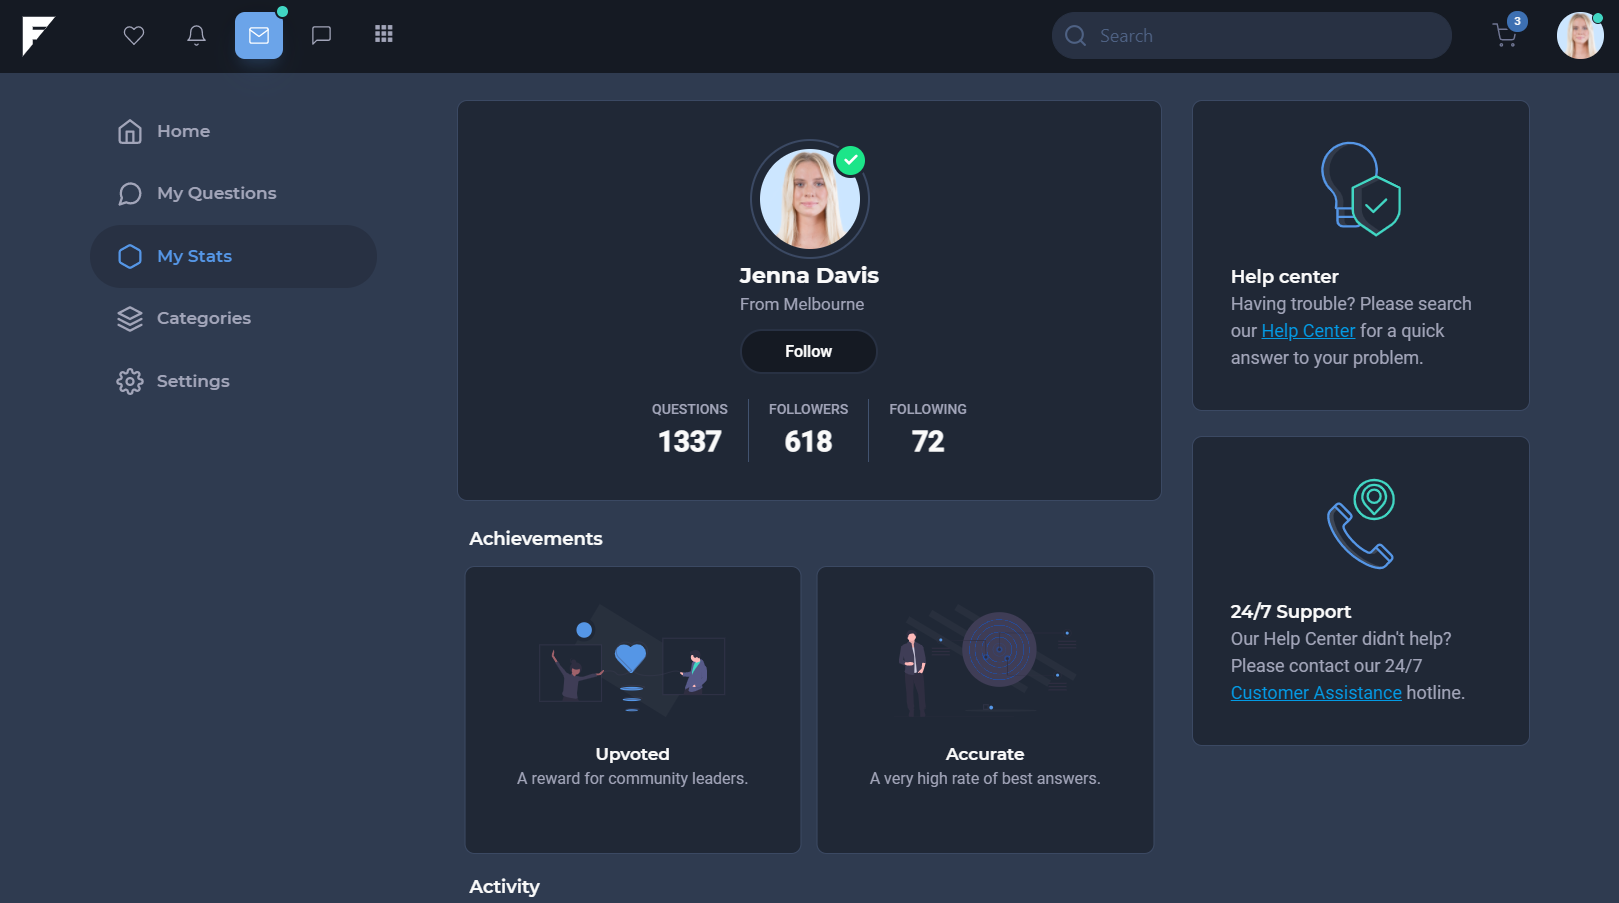 Search
3
Home
My Questions
My Stats
Categories
Settings
Jenna Davis
From Melbourne
Follow
QUESTIONS
1337
FOLLOWERS
618
FOLLOWING
72
Achievements
Upvoted
A reward for community leaders.
Accurate
A very high rate of best answers.
Activity
Help center
Having trouble? Please search
our Help Center for a quick
answer to your problem.
24/7 Support
Our Help Center didn't help?
Please contact our 24/7
Customer Assistance hotline.